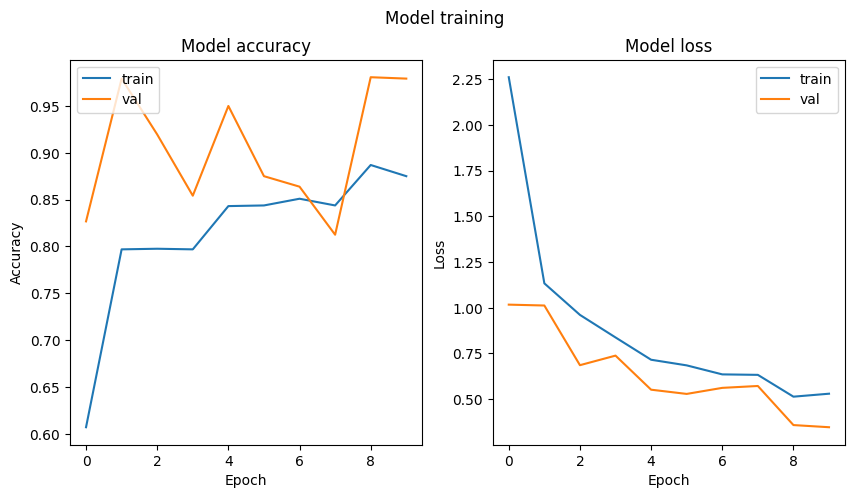 Model training
Model accuracy
train
val
0.95
0.90
0.85
0.80
0.75
0.70
0.65
0.60
Accuracy
0 2 4 6 8
Epoch
Model loss
train
val
2.25
2.00
1.75
1.50
1.25
1.00
0.75
0.50
Loss
0 2 4 6 8
Epoch